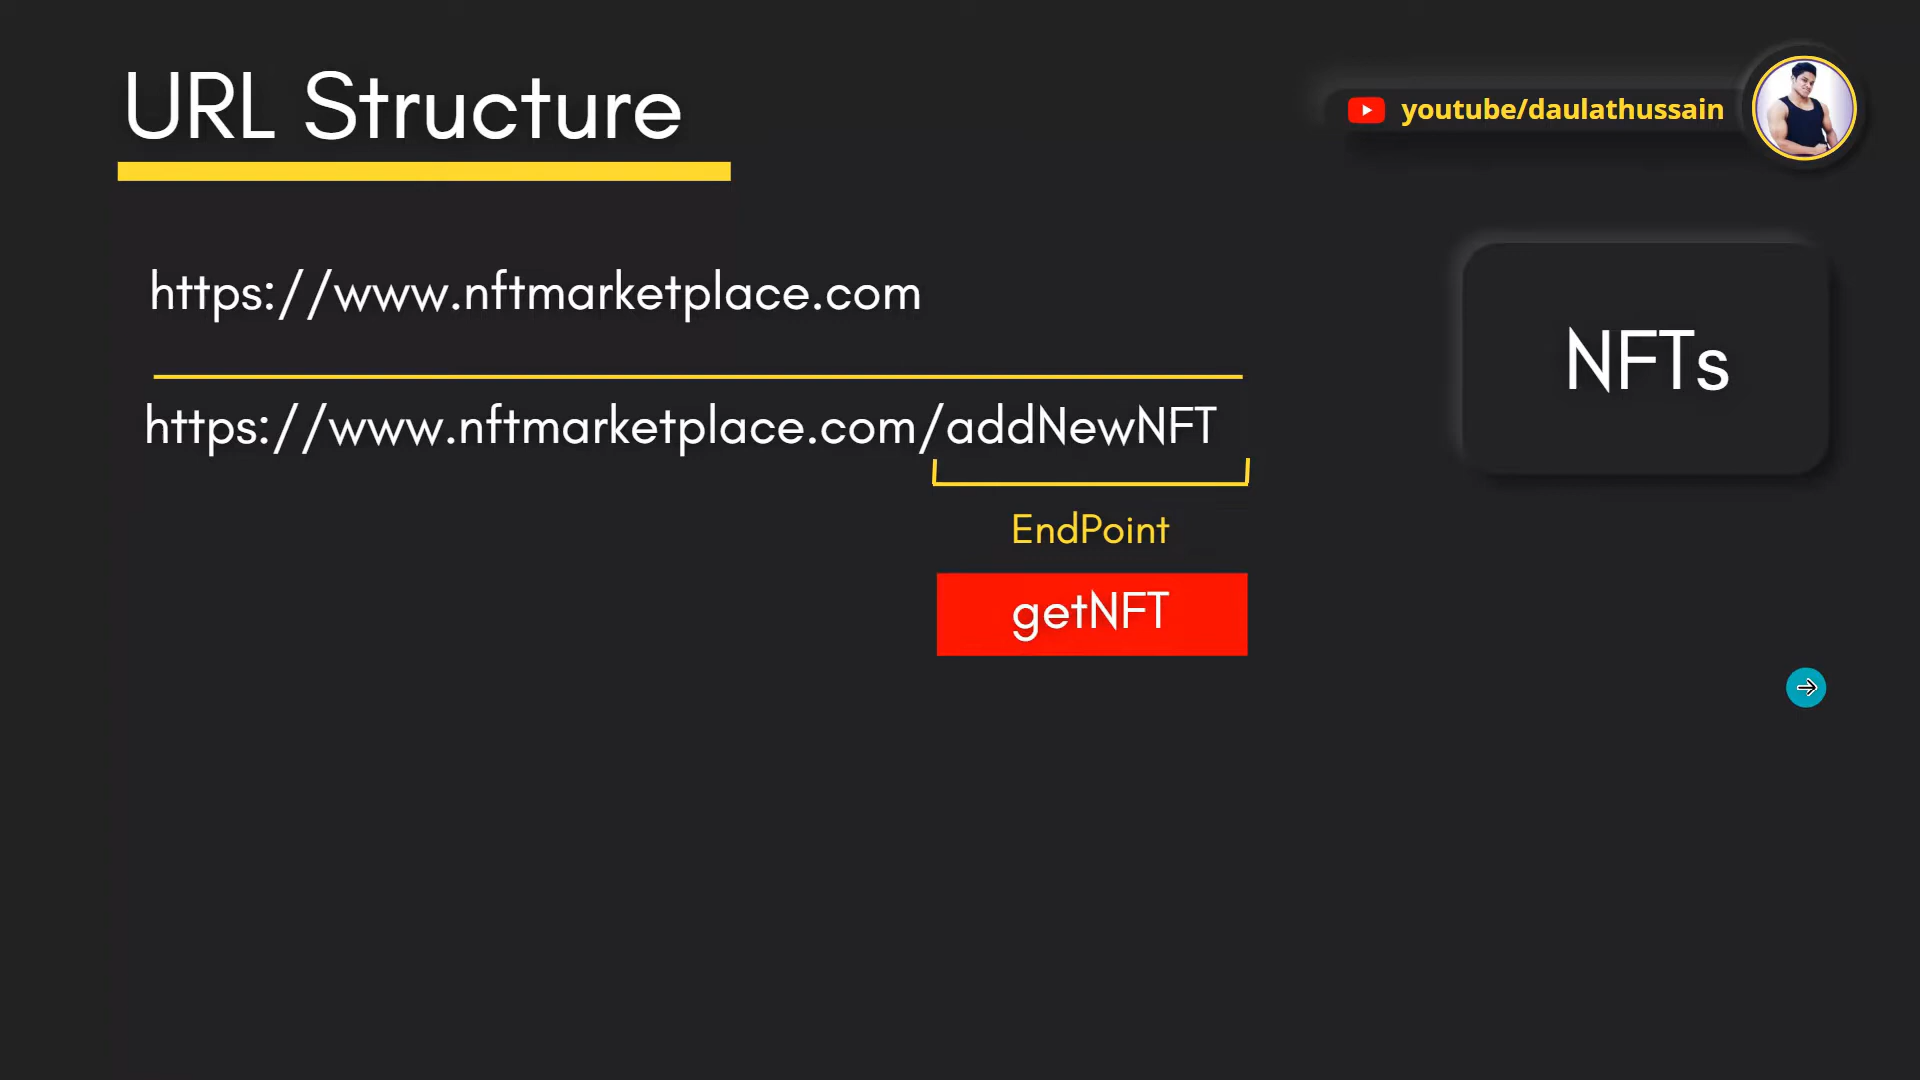 URL Structure
youtube/daulathussain
https://www.nftmarketplace.com
NFTs
https://www.nftmarketplace.com/addNewNFT
EndPoint
getNFT